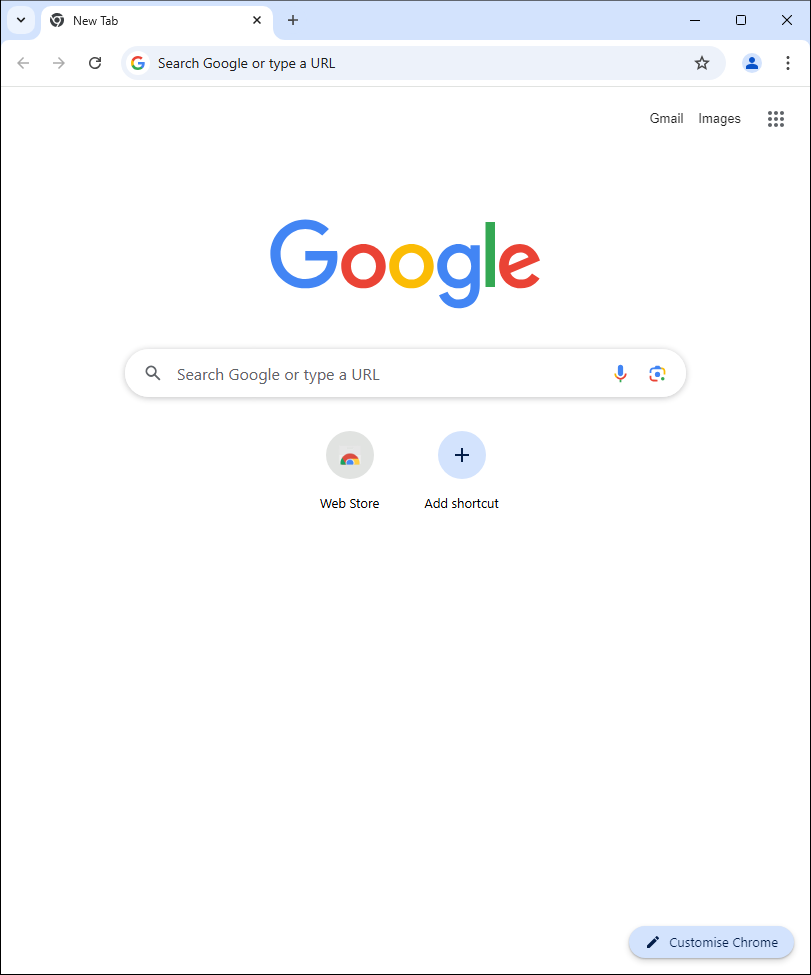 New Tab
Search Google or type a URL
Gmail Images
Google
Search Google or type a URL
Web Store Add shortcut
Customise Chrome